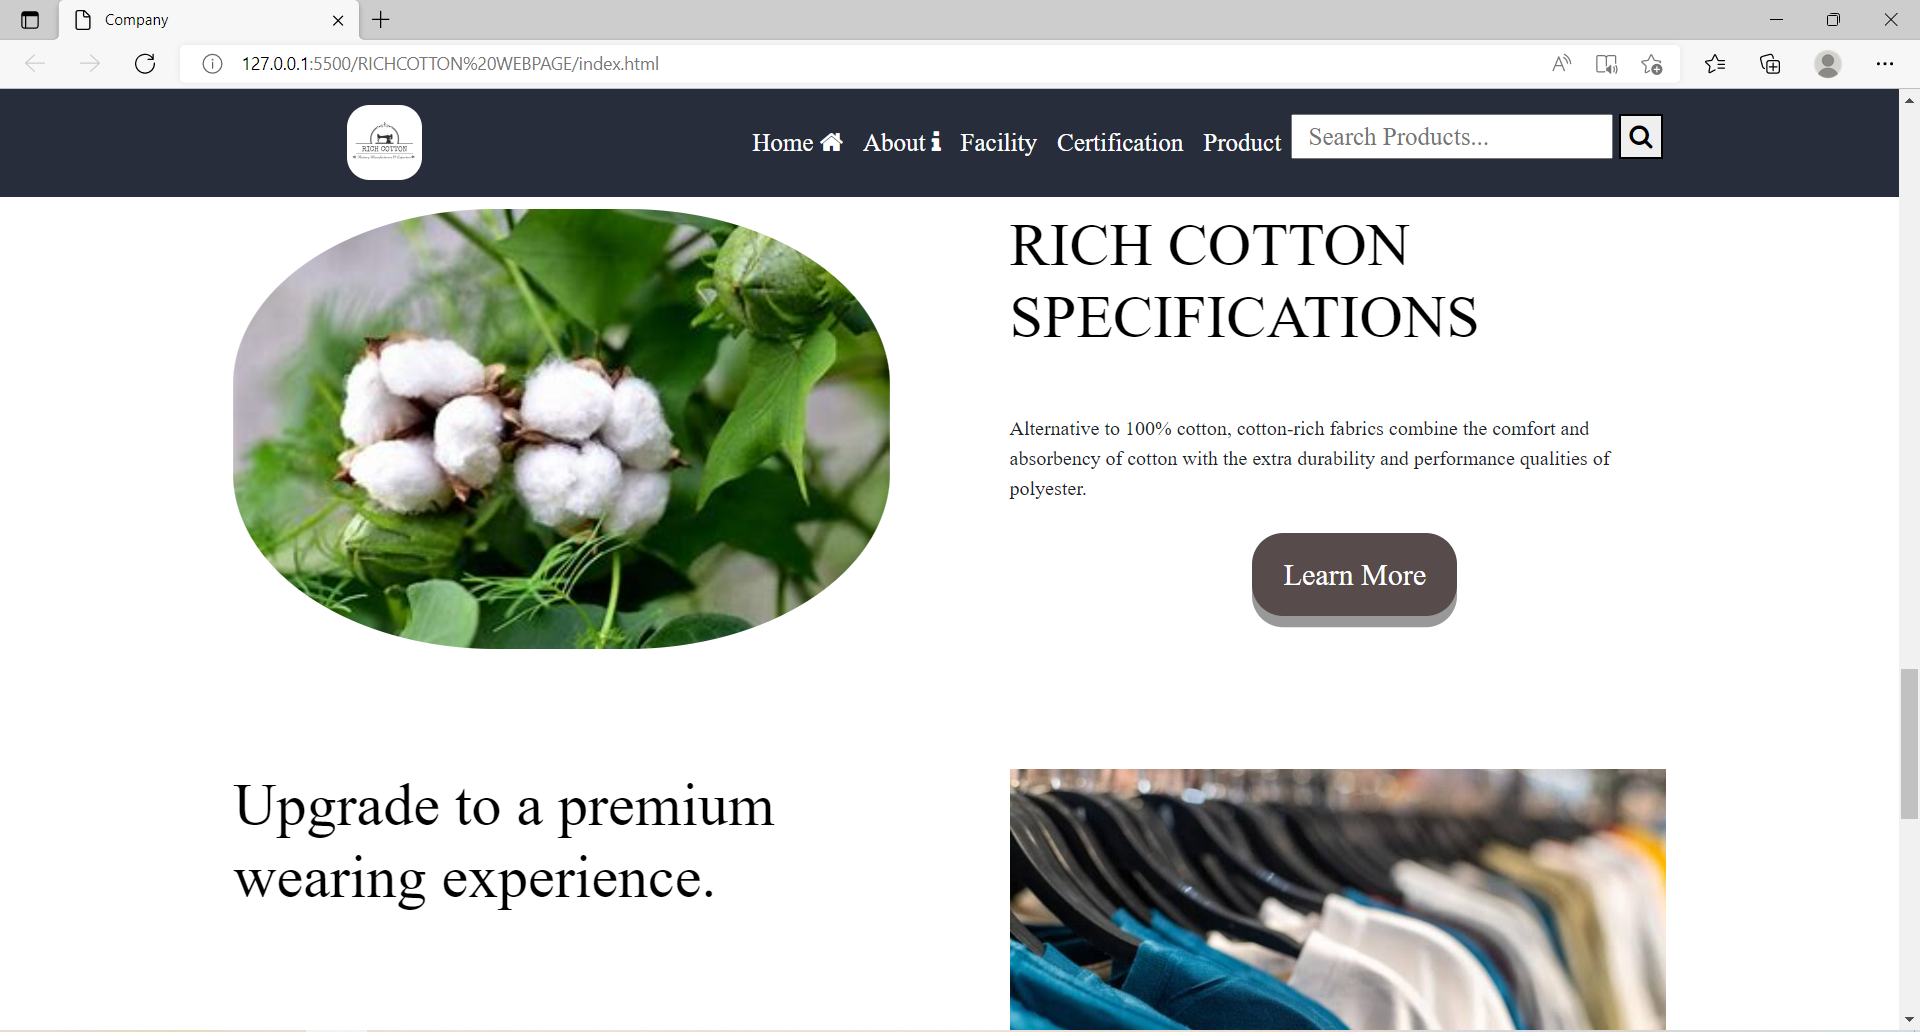 Company
127.0.0.1:5500/RICHCOTTON%20WEBPAGE/index.html
RICH COTTON
Home About Facility Certification Product Search Products...
RICH COTTON
SPECIFICATIONS
Alternative to 100% cotton, cotton-rich fabrics combine the comfort and
absorbency of cotton with the extra durability and performance qualities of
polyester.
Learn More
Upgrade to a premium
wearing experience.